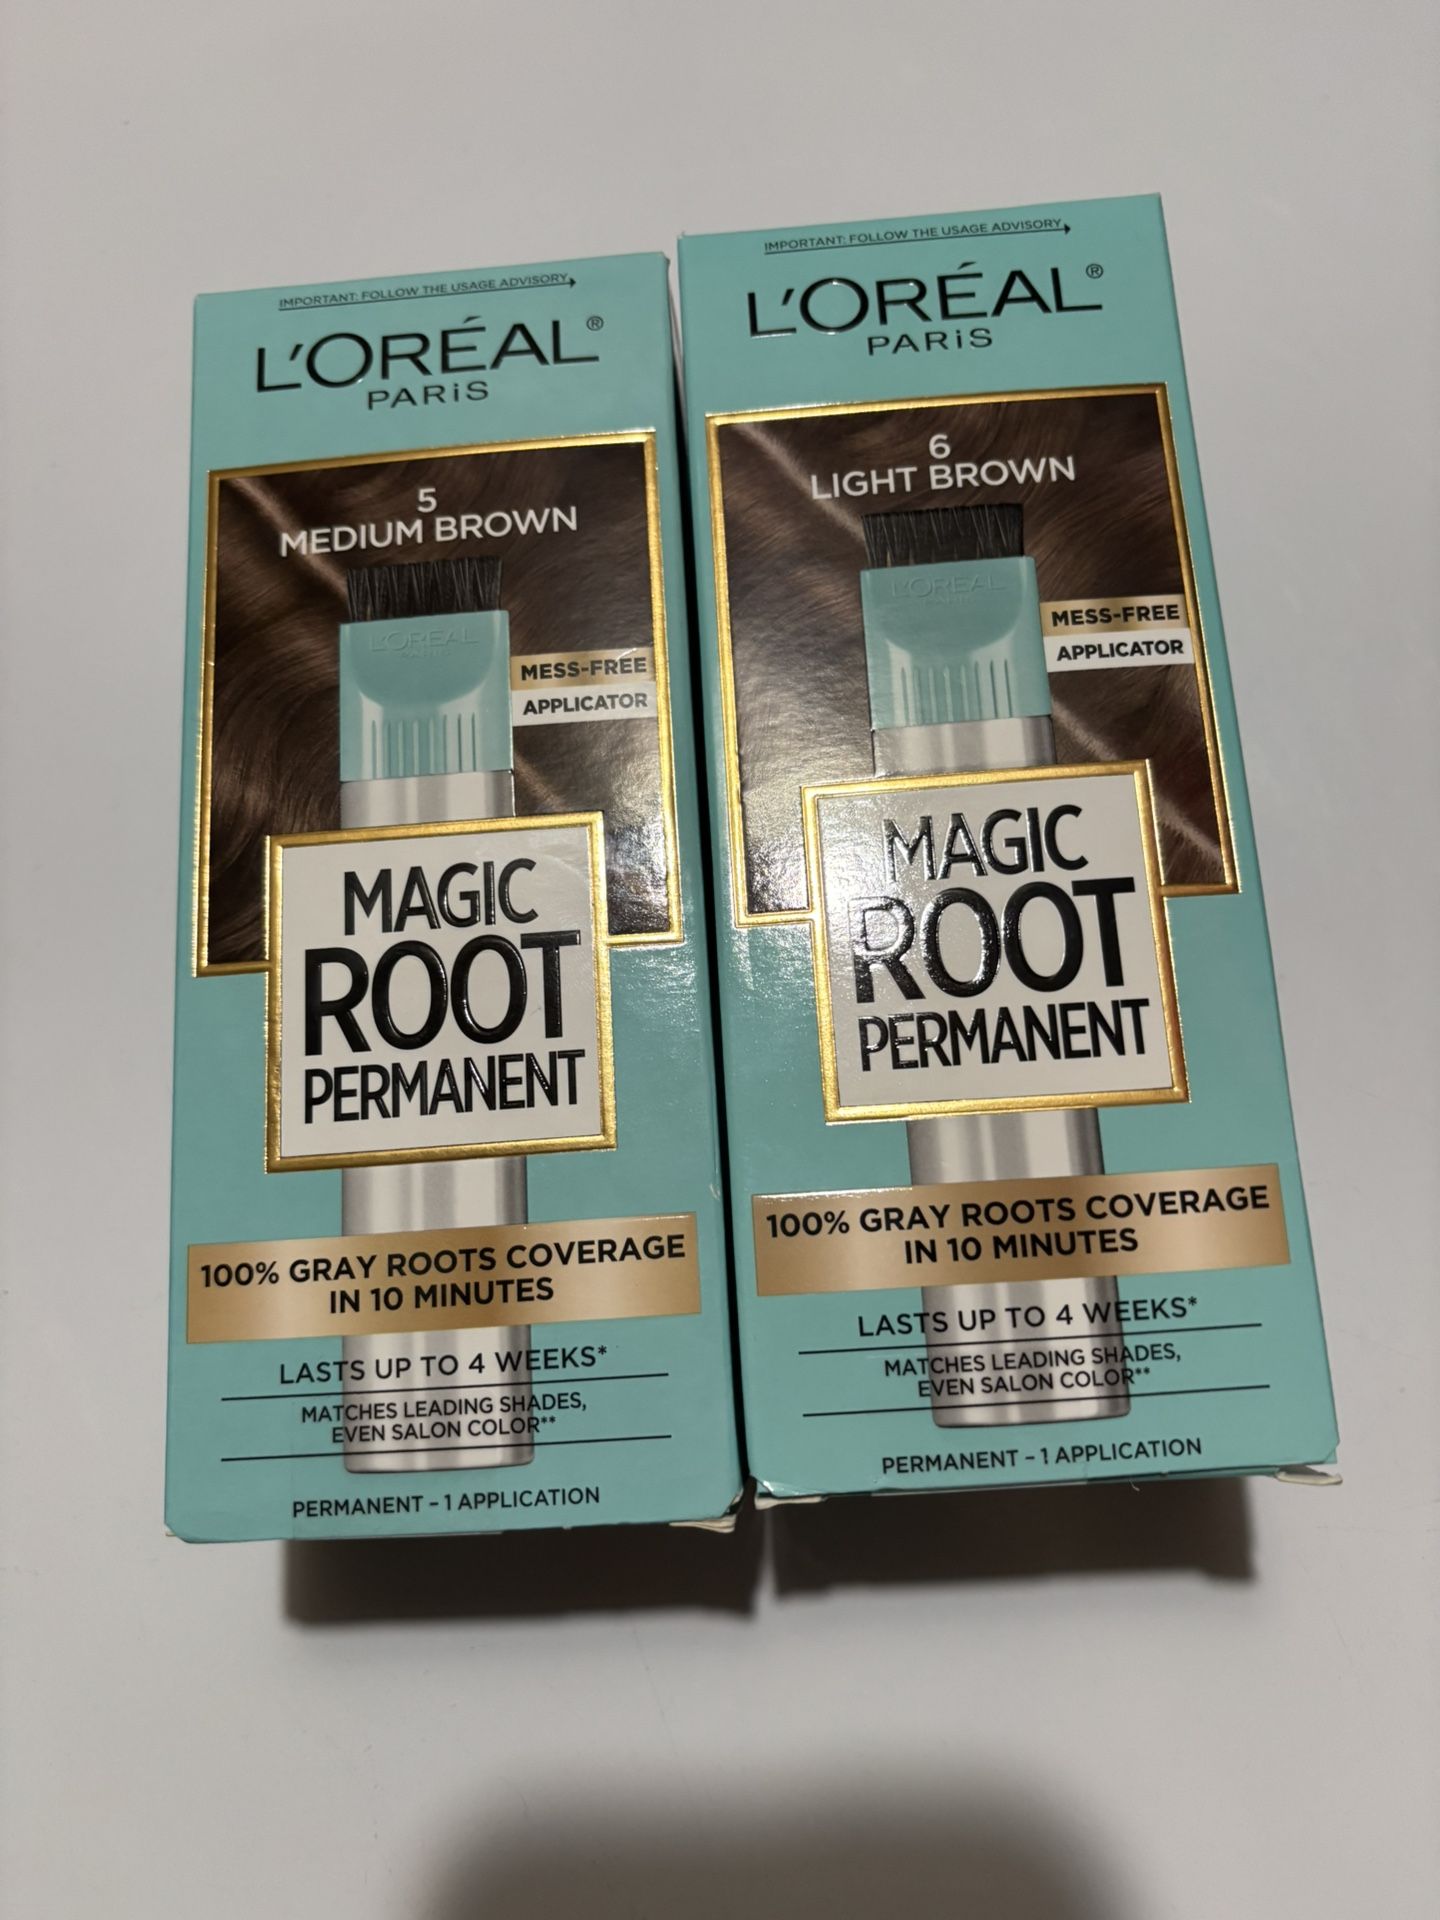 IMPORTANT: FOLLOW THE USAGE ADVISORY
L'ORÉAL®
PARiS
5
MEDIUM BROWN
L'ORÉAL
PARIS
MESS-FREE
APPLICATOR
MAGIC
ROOT
PERMANENT
100% GRAY ROOTS COVERAGE
IN 10 MINUTES
LASTS UP TO 4 WEEKS*
MATCHES LEADING SHADES,
EVEN SALON COLOR**
PERMANENT – 1 APPLICATION
IMPORTANT: FOLLOW THE USAGE ADVISORY
L'ORÉAL®
PARiS
6
LIGHT BROWN
L'ORÉAL
PARIS
MESS-FREE
APPLICATOR
MAGIC
ROOT
PERMANENT
100% GRAY ROOTS COVERAGE
IN 10 MINUTES
LASTS UP TO 4 WEEKS*
MATCHES LEADING SHADES,
EVEN SALON COLOR**
PERMANENT – 1 APPLICATION